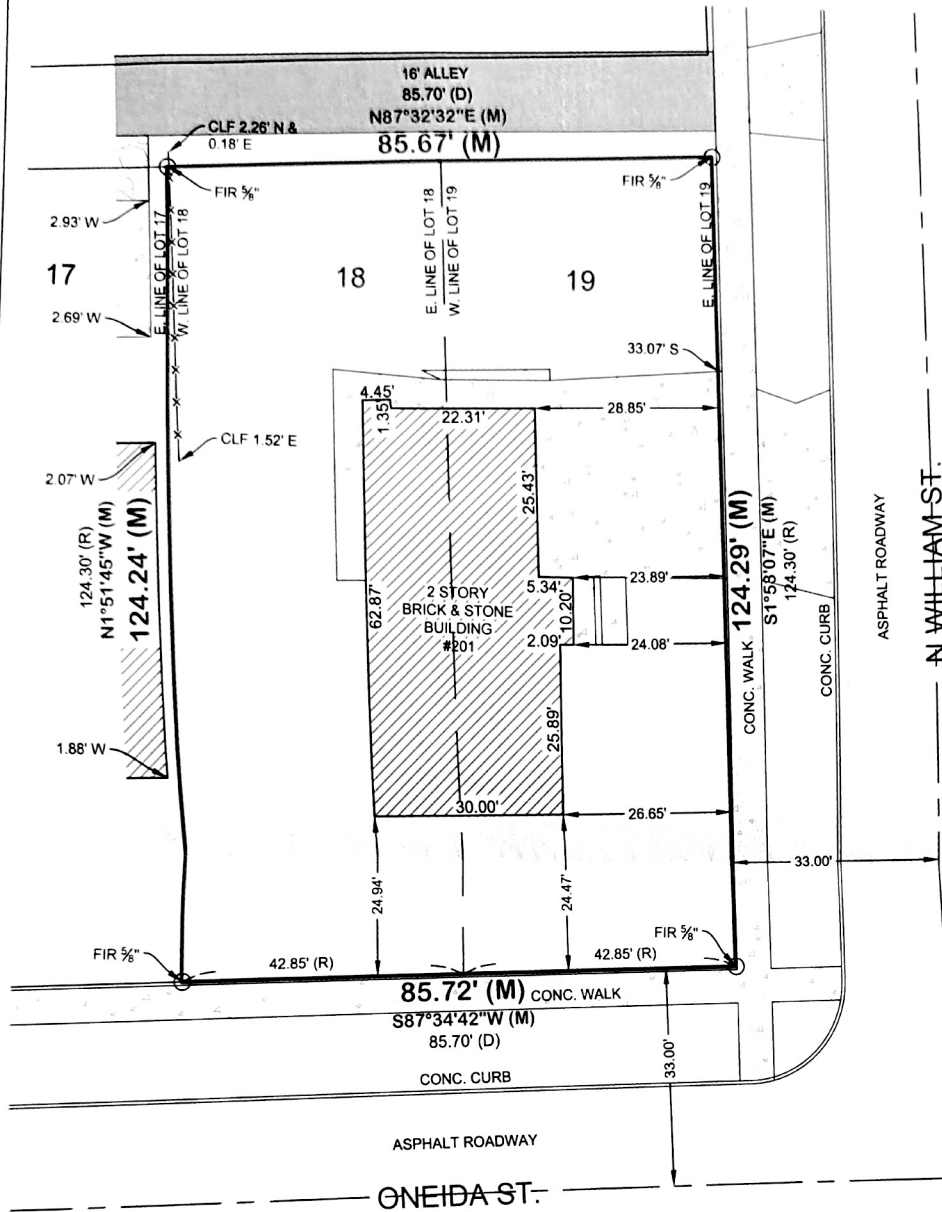 16' ALLEY
85.70' (D)
N87°32'32"E (M)
85.67' (M)
CLF 2.26' N &
0.18' E
FIR ⅝"
FIR ⅝"
2.93' W
17
2.69' W
E. LINE OF LOT 17
W. LINE OF LOT 18
18
E. LINE OF LOT 18
W. LINE OF LOT 19
19
E. LINE OF LOT 19
33.07' S
4.45'
1.35'
22.31'
28.85'
CLF 1.52' E
2.07' W
25.43'
124.30' (R)
N1°51'45"W (M)
124.24' (M)
62.87'
2 STORY
BRICK & STONE
BUILDING
#201
5.34'
10.20'
2.09'
23.89'
24.08'
124.29' (M)
S1°58'07"E (M)
124.30' (R)
CONC. WALK
CONC. CURB
ASPHALT ROADWAY
N WILLIAM ST.
25.89'
1.88' W
30.00'
26.65'
33.00'
24.94'
24.47'
FIR ⅝"
FIR ⅝"
42.85' (R)
42.85' (R)
85.72' (M)
CONC. WALK
S87°34'42"W (M)
85.70' (D)
33.00'
CONC. CURB
ASPHALT ROADWAY
ONEIDA ST.